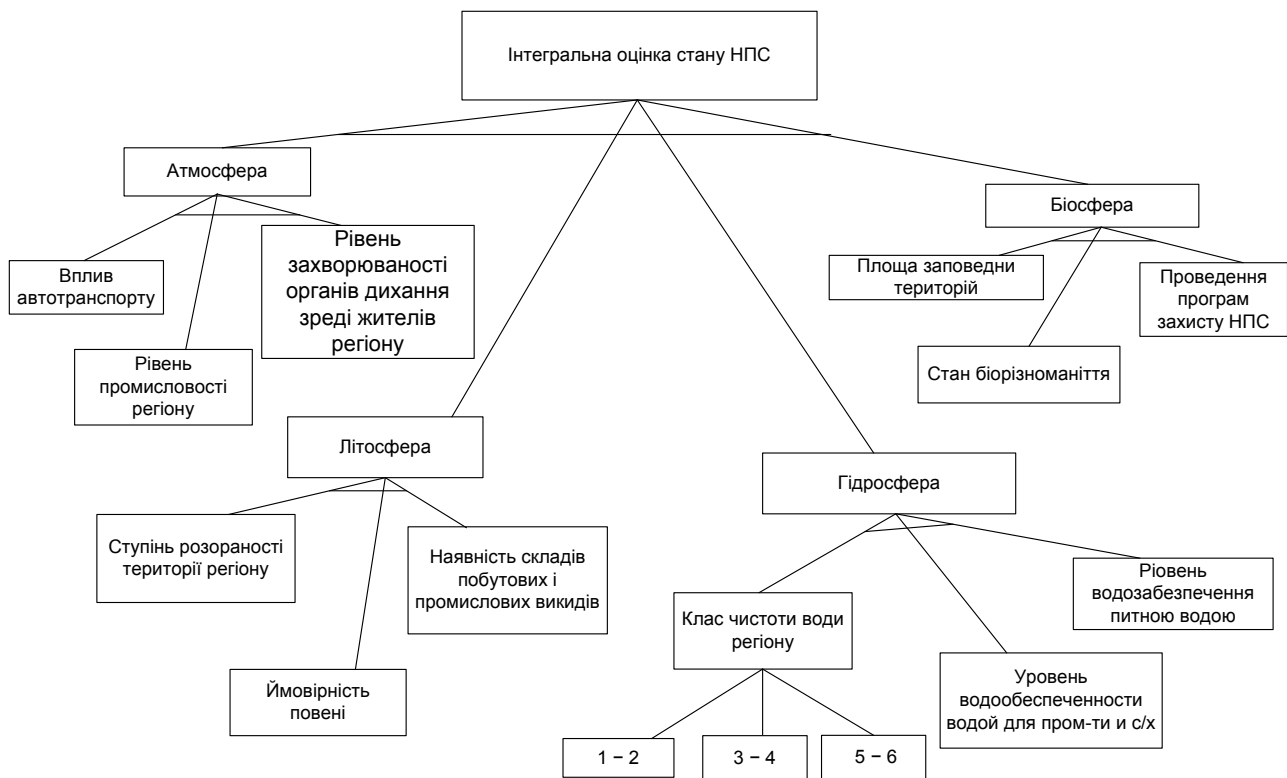 Інтегральна оцінка стану НПС
Атмосфера
Біосфера
Вплив
автотранспорту
Рівень
захворюваності
органів дихання
зреді жителів
регіону
Площа заповедни
територій
Проведення
програм
захисту НПС
Рівень
промисловості
регіону
Стан біорізноманіття
Літосфера
Гідросфера
Ступінь розораності
території регіону
Наявність складів
побутових і
промислових викидів
Ріовень
водозабезпечення
питною водою
Клас чистоти води
регіону
Ймовірність
повені
Уровень
водообеспеченности
водой для пром-ти и с/х
1 – 2
3 – 4
5 – 6